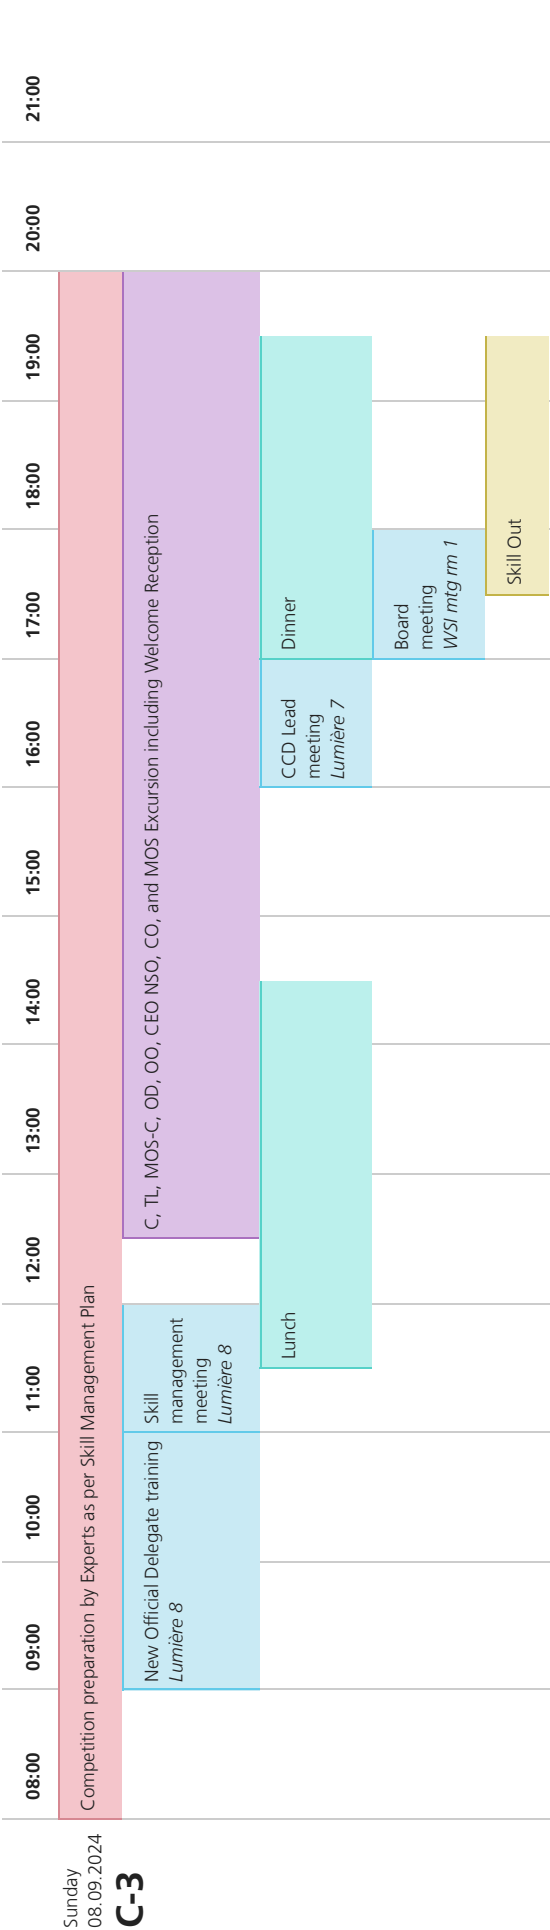 08:00
09:00
10:00
11:00
12:00
13:00
14:00
15:00
16:00
17:00
18:00
19:00
20:00
21:00
Sunday
08.09.2024
C-3
Competition preparation by Experts as per Skill Management Plan
New Official Delegate training
Lumière 8
Skill
management
meeting
Lumière 8
C, TL, MOS-C, OD, OO, CEO NSO, CO, and MOS Excursion including Welcome Reception
Lunch
CCD Lead
meeting
Lumière 7
Dinner
Board
meeting
WSI mtg rm 1
Skill Out